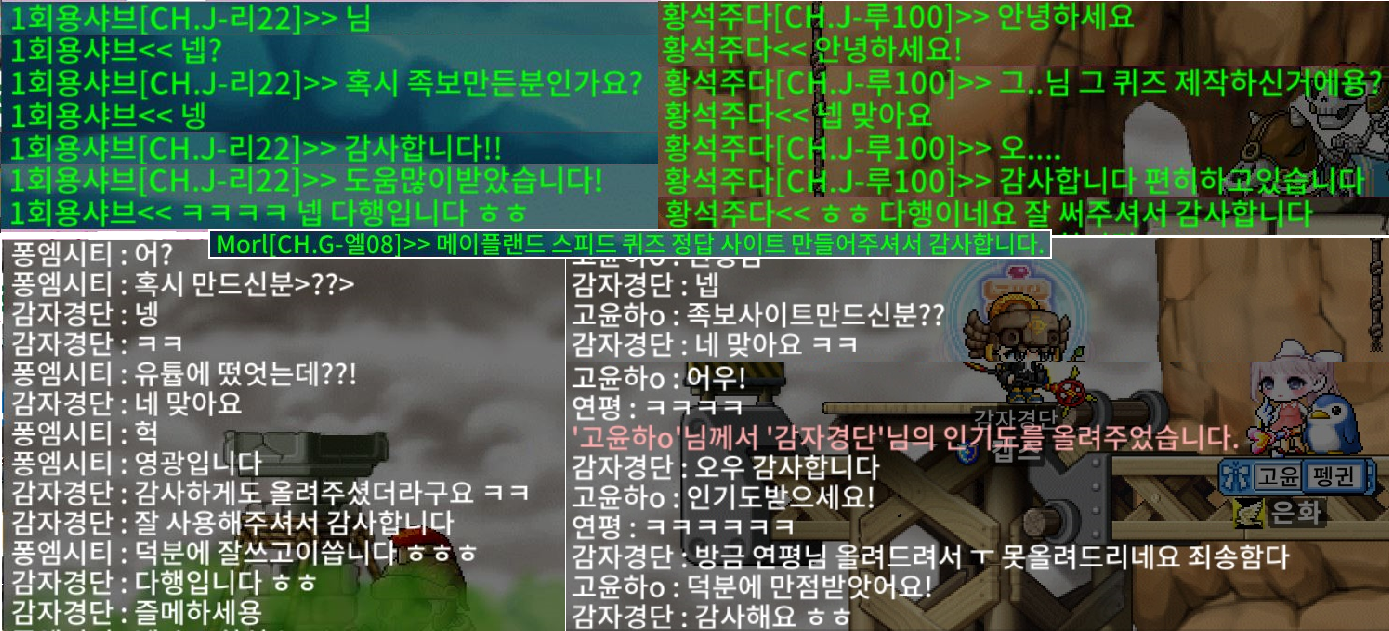 1회용샤브[CH.J-리22]>> 님
1회용샤브<< 넵?
1회용샤브[CH.J-리22]>> 혹시 족보만든분인가요?
1회용샤브<< 넹
1회용샤브[CH.J-리22]>> 감사합니다!!
1회용샤브[CH.J-리22]>> 도움많이받았습니다!
1회용샤브<< ㅋㅋㅋㅋ 넵 다행입니다 ㅎㅎ
황석주다[CH.J-루100]>> 안녕하세요
황석주다<< 안녕하세요!
황석주다[CH.J-루100]>> 그..님 그 퀴즈 제작하신거에용?
황석주다<< 넵 맞아요
황석주다[CH.J-루100]>> 오....
황석주다[CH.J-루100]>> 감사합니다 편히하고있습니다
황석주다<< ㅎㅎ 다행이네요 잘 써주셔서 감사합니다
Morl[CH.G-엘08]>> 메이플랜드 스피드 퀴즈 정답 사이트 만들어주셔서 감사합니다.
퐁엠시티 : 어?
퐁엠시티 : 혹시 만드신분>??>
감자경단 : 넹
감자경단 : ㅋㅋ
퐁엠시티 : 유튭에 떴엇는데??!
감자경단 : 네 맞아요
퐁엠시티 : 헉
퐁엠시티 : 영광입니다
감자경단 : 감사하게도 올려주셨더라구요 ㅋㅋ
감자경단 : 잘 사용해주셔서 감사합니다
퐁엠시티 : 덕분에 잘쓰고이씁니다 ㅎㅎㅎ
감자경단 : 다행입니다 ㅎㅎ
감자경단 : 즐메하세용
감자경단 : 넵
고윤하o : 족보사이트만드신분??
감자경단 : 네 맞아요 ㅋㅋ
고윤하o : 어우!
연평 : ㅋㅋㅋㅋ
'고윤하o'님께서 '감자경단'님의 인기도를 올려주었습니다.
감자경단 : 오우 감사합니다
고윤하o : 인기도받으세요!
연평 : ㅋㅋㅋㅋㅋㅋ
감자경단 : 방금 연평님 올려드려서 ㅜ 못올려드리네요 죄송함다
고윤하o : 덕분에 만점받앗어요!
감자경단 : 감사해요 ㅎㅎ
감자경단
고윤 펭귄
은화